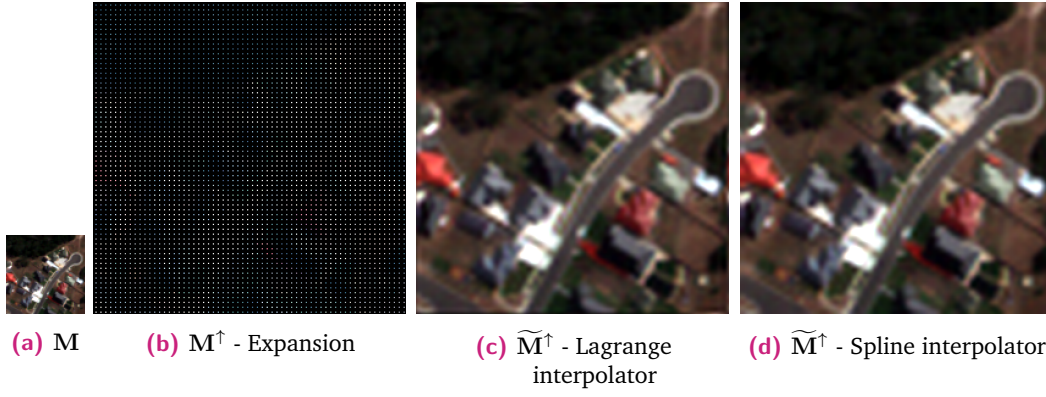 (a) M
(b) M↑ - Expansion
(c) M̃↑ - Lagrange
interpolator
(d) M̃↑ - Spline interpolator